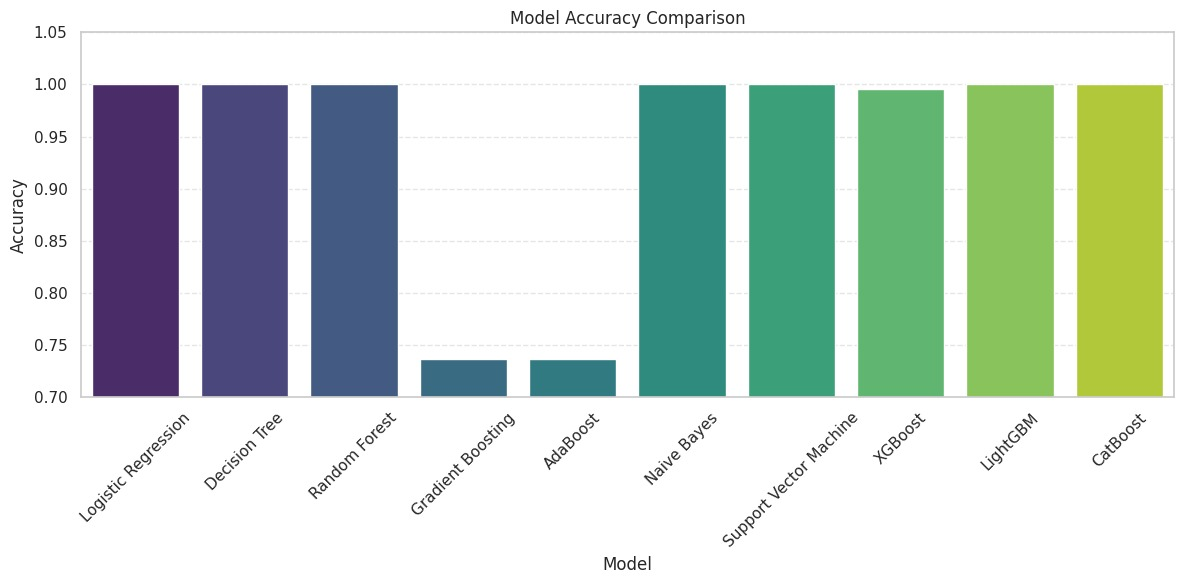 Model Accuracy Comparison
1.05
1.00
0.95
0.90
0.85
0.80
0.75
0.70
Accuracy
Logistic Regression
Decision Tree
Random Forest
Gradient Boosting
AdaBoost
Naive Bayes
Support Vector Machine
XGBoost
LightGBM
CatBoost
Model